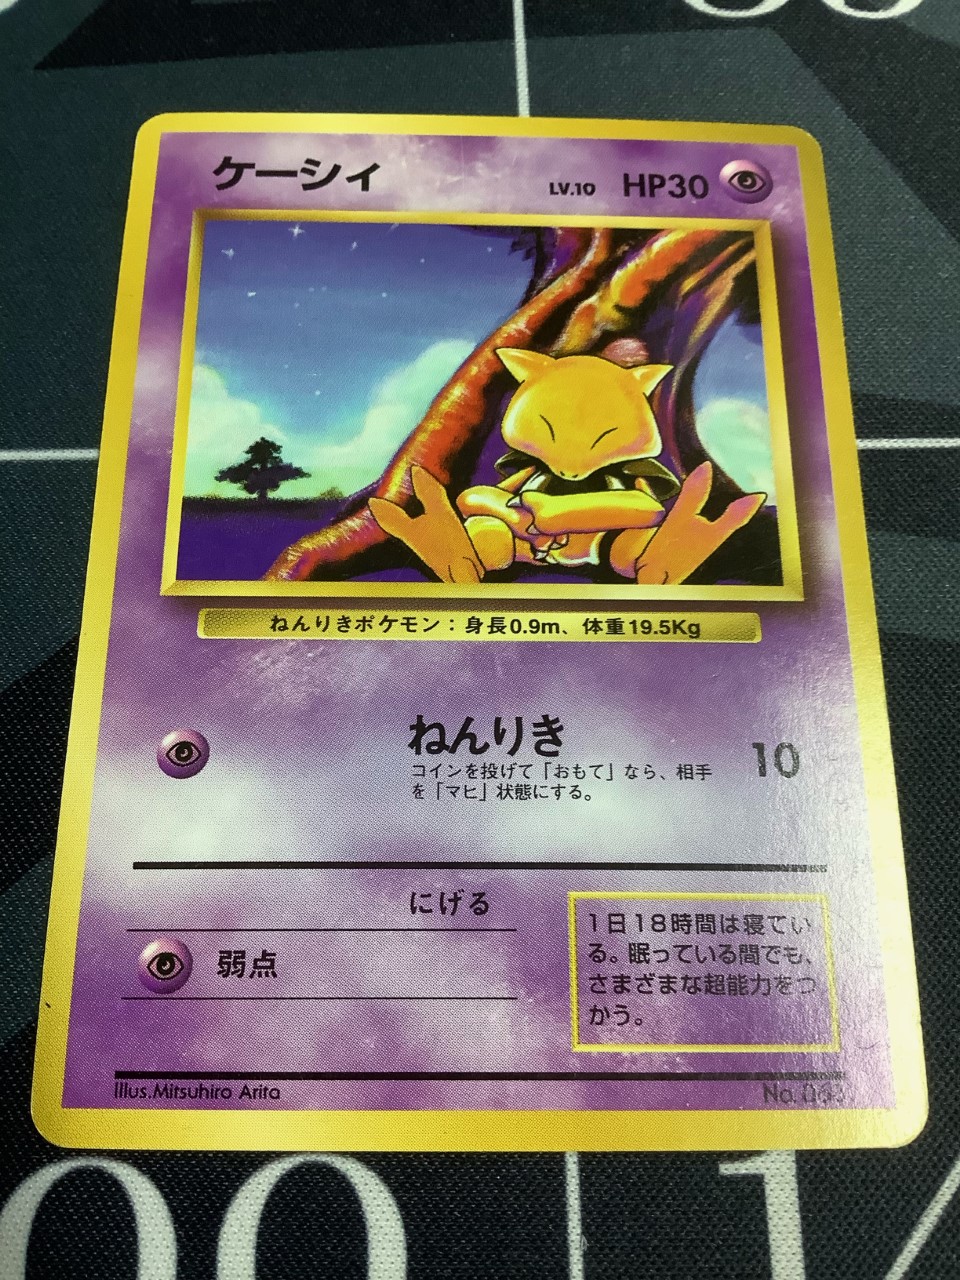 ケーシィ LV.10 HP30
ねんりきポケモン：身長0.9m、体重19.5Kg
ねんりき 10
コインを投げて「おもて」なら、相手
を「マヒ」状態にする。
にげる
弱点
1日18時間は寝てい
る。眠っている間でも、
さまざまな超能力をつ
かう。
Illus.Mitsuhiro Arita No.063